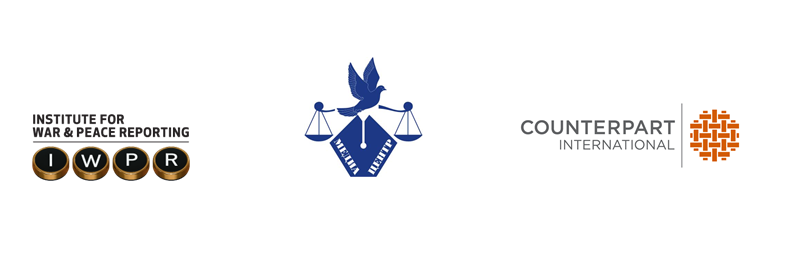 INSTITUTE FOR
WAR & PEACE REPORTING
I W P R
МЕДИА ЦЕНТР
COUNTERPART
INTERNATIONAL